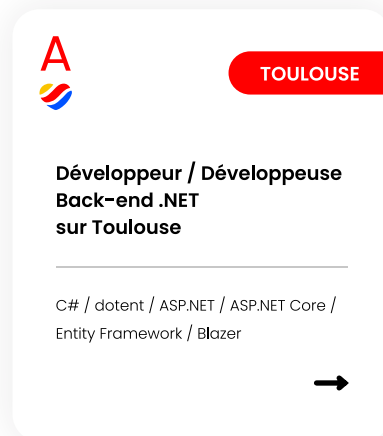 A
TOULOUSE
Développeur / Développeuse
Back-end .NET
sur Toulouse
C# / dotent / ASP.NET / ASP.NET Core /
Entity Framework / Blazer